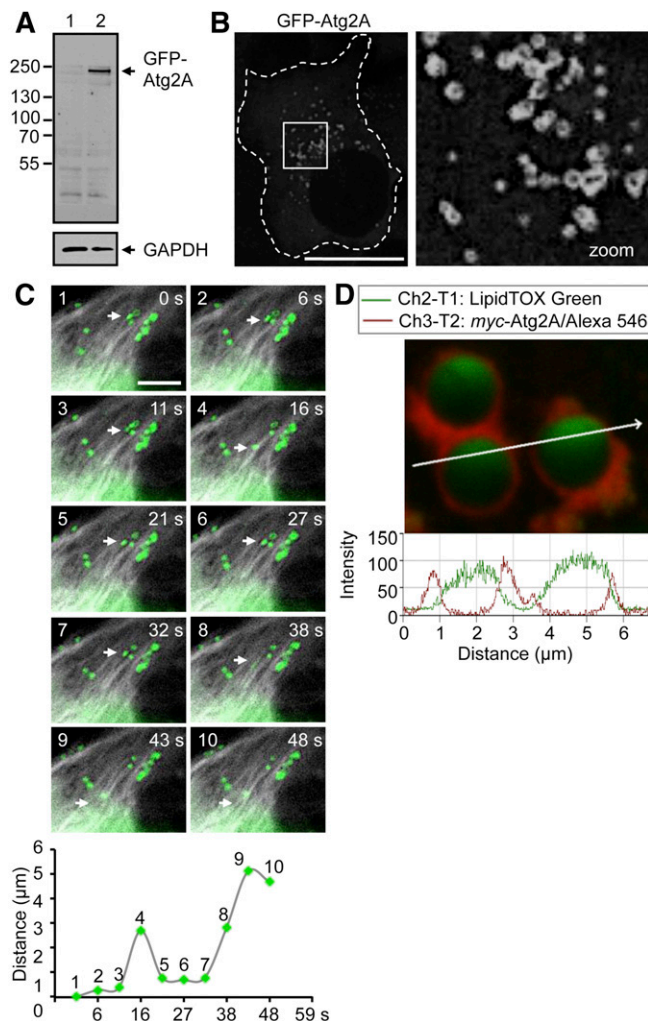 A
1 2
GFP-
Atg2A
250
130
100
70
55
GAPDH
B
GFP-Atg2A
zoom
C
1 0 s
2 6 s
3 11 s
4 16 s
5 21 s
6 27 s
7 32 s
8 38 s
9 43 s
10 48 s
Distance (µm)
6
5
4
3
2
1
0
1 2 3 4 5 6 7 8 9 10
6 16 27 38 48 59 s
D
Ch2-T1: LipidTOX Green
Ch3-T2: myc-Atg2A/Alexa 546
Intensity
150
100
50
0
0 1 2 3 4 5 6
Distance (µm)